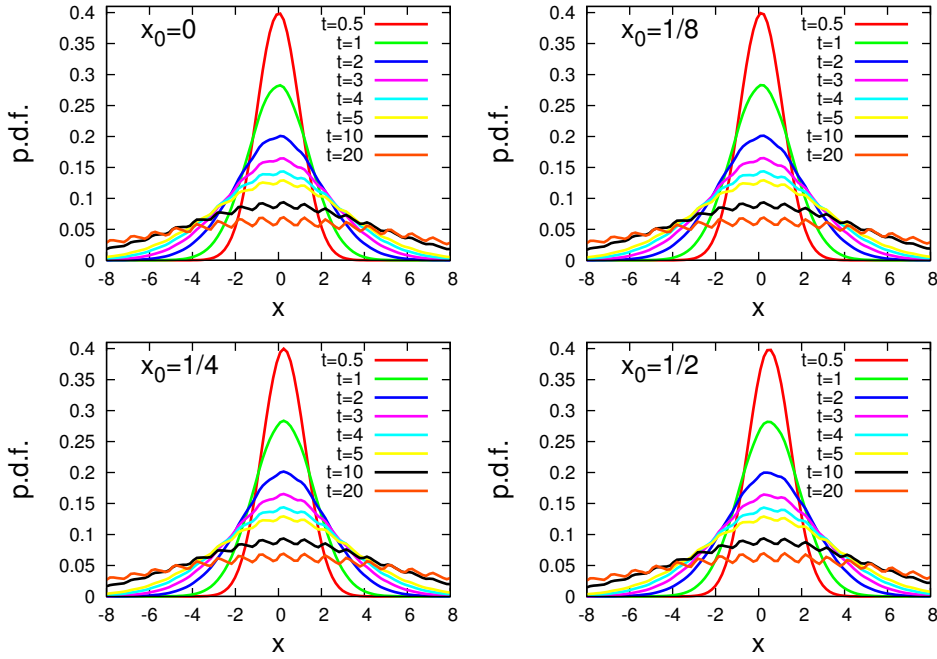 x0=0
p.d.f.
0.4
0.35
0.3
0.25
0.2
0.15
0.1
0.05
0
t=0.5
t=1
t=2
t=3
t=4
t=5
t=10
t=20
-8 -6 -4 -2 0 2 4 6 8
x
x0=1/8
p.d.f.
0.4
0.35
0.3
0.25
0.2
0.15
0.1
0.05
0
t=0.5
t=1
t=2
t=3
t=4
t=5
t=10
t=20
-8 -6 -4 -2 0 2 4 6 8
x
x0=1/4
p.d.f.
0.4
0.35
0.3
0.25
0.2
0.15
0.1
0.05
0
t=0.5
t=1
t=2
t=3
t=4
t=5
t=10
t=20
-8 -6 -4 -2 0 2 4 6 8
x
x0=1/2
p.d.f.
0.4
0.35
0.3
0.25
0.2
0.15
0.1
0.05
0
t=0.5
t=1
t=2
t=3
t=4
t=5
t=10
t=20
-8 -6 -4 -2 0 2 4 6 8
x